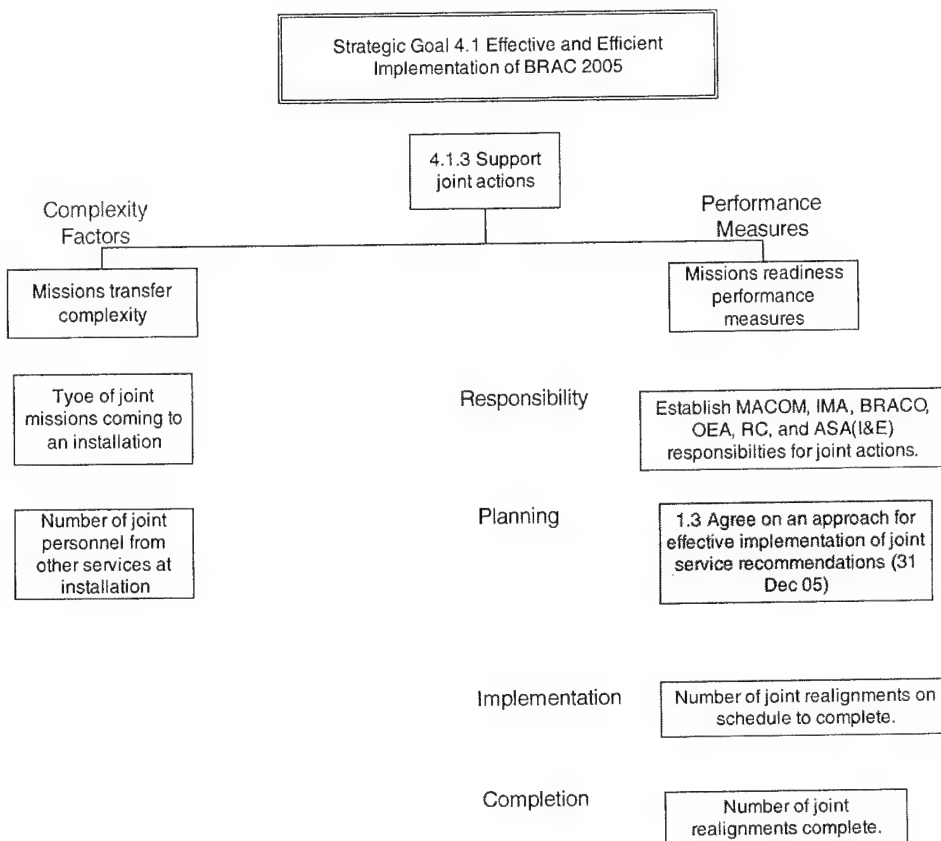 Strategic Goal 4.1 Effective and Efficient
Implementation of BRAC 2005
4.1.3 Support
joint actions
Complexity
Factors
Performance
Measures
Missions transfer
complexity
Missions readiness
performance
measures
Tyoe of joint
missions coming to
an installation
Responsibility
Establish MACOM, IMA, BRACO,
OEA, RC, and ASA(I&E)
responsibilties for joint actions.
Number of joint
personnel from
other services at
installation
Planning
1.3 Agree on an approach for
effective implementation of joint
service recommendations (31
Dec 05)
Implementation
Number of joint realignments on
schedule to complete.
Completion
Number of joint
realignments complete.